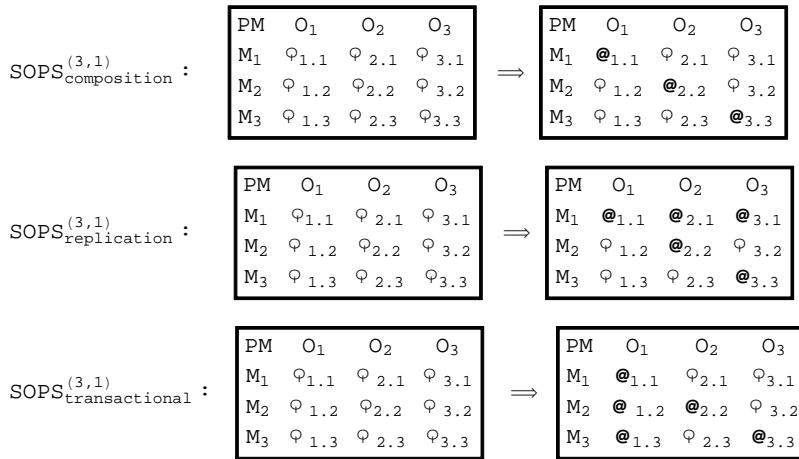 PM O₁ O₂ O₃ PM O₁ O₂ O₃
M₁ ♀₁.₁ ♀ ₂.₁ ♀ ₃.₁ M₁ @₁.₁ ♀ ₂.₁ ♀ ₃.₁
SOPS^(3,1)_composition : ⟹
M₂ ♀ ₁.₂ ♀₂.₂ ♀ ₃.₂ M₂ ♀ ₁.₂ @₂.₂ ♀ ₃.₂
M₃ ♀ ₁.₃ ♀ ₂.₃ ♀₃.₃ M₃ ♀ ₁.₃ ♀ ₂.₃ @₃.₃
PM O₁ O₂ O₃ PM O₁ O₂ O₃
M₁ ♀₁.₁ ♀ ₂.₁ ♀ ₃.₁ M₁ @₁.₁ @ ₂.₁ @ ₃.₁
SOPS^(3,1)_replication : ⟹
M₂ ♀ ₁.₂ ♀₂.₂ ♀ ₃.₂ M₂ ♀ ₁.₂ @₂.₂ ♀ ₃.₂
M₃ ♀ ₁.₃ ♀ ₂.₃ ♀₃.₃ M₃ ♀ ₁.₃ ♀ ₂.₃ @₃.₃
PM O₁ O₂ O₃ PM O₁ O₂ O₃
M₁ ♀₁.₁ ♀ ₂.₁ ♀ ₃.₁ M₁ @₁.₁ ♀₂.₁ ♀₃.₁
SOPS^(3,1)_transactional : ⟹
M₂ ♀ ₁.₂ ♀₂.₂ ♀ ₃.₂ M₂ @ ₁.₂ @₂.₂ ♀ ₃.₂
M₃ ♀ ₁.₃ ♀ ₂.₃ ♀₃.₃ M₃ @₁.₃ ♀ ₂.₃ @₃.₃